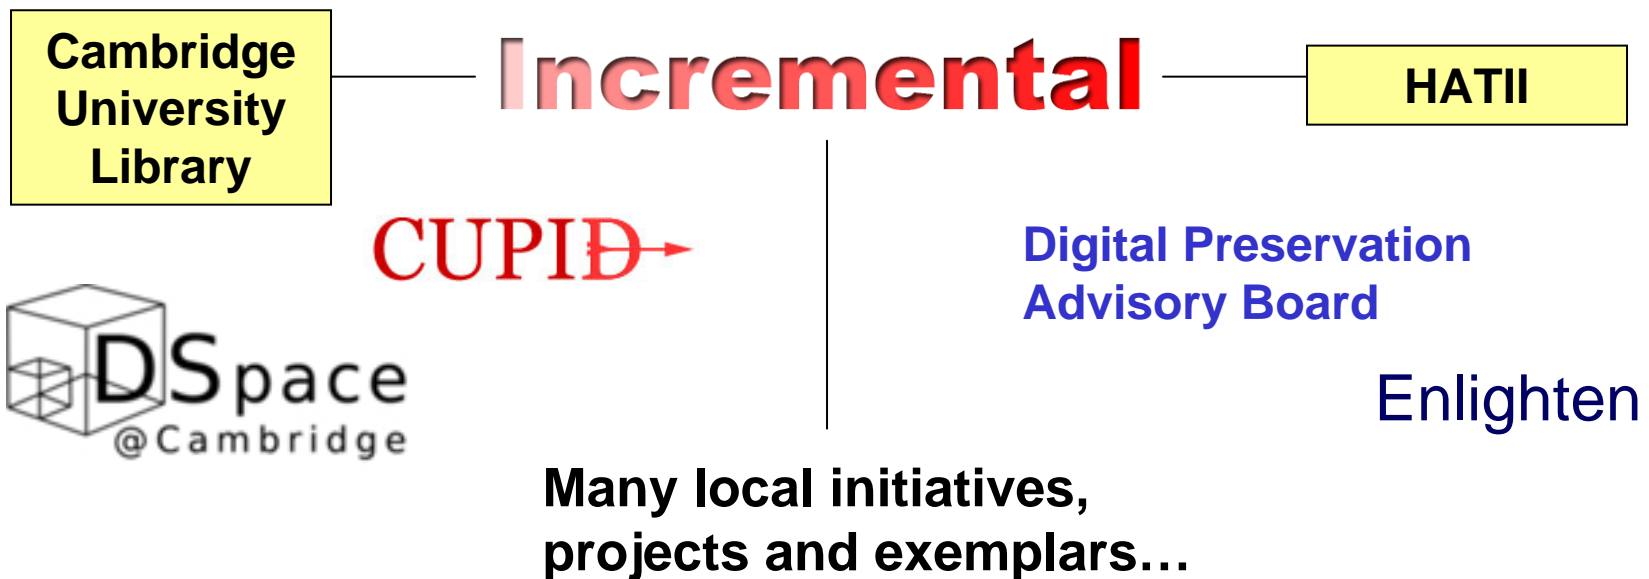 Cambridge
University
Library
Incremental
HATII
CUPID
Digital Preservation
Advisory Board
DSpace
@Cambridge
Enlighten
Many local initiatives,
projects and exemplars…